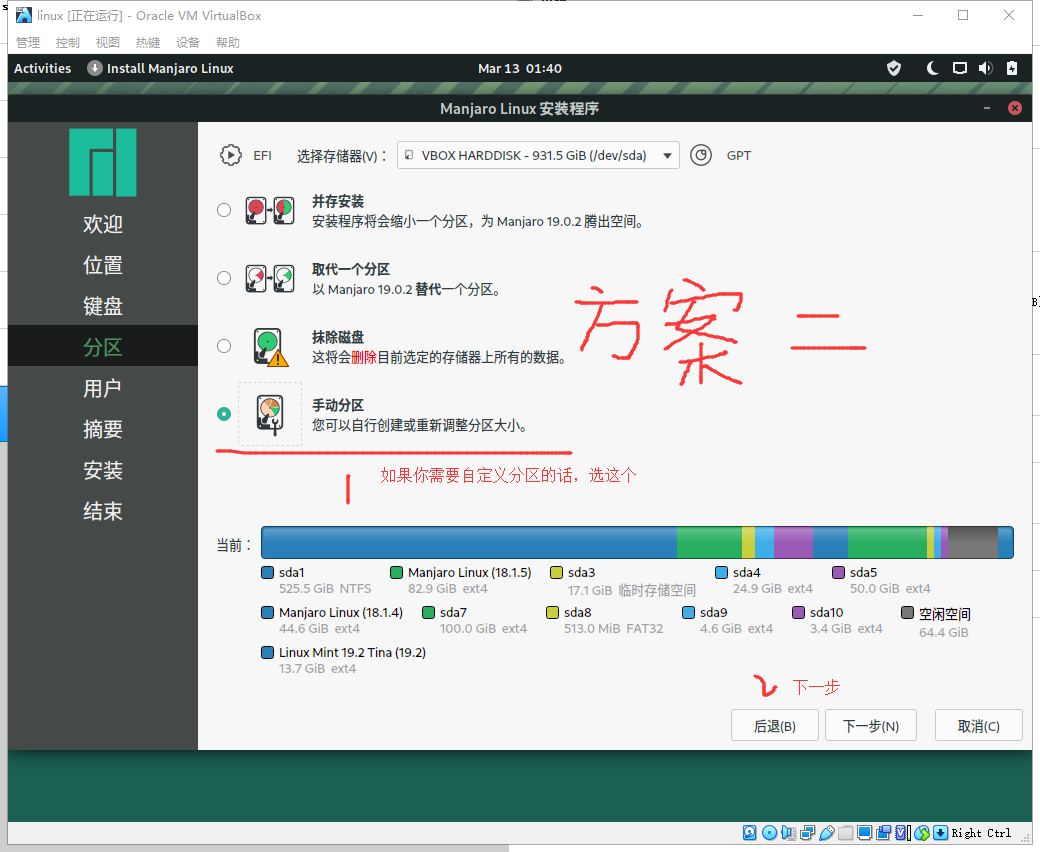 linux [正在运行] - Oracle VM VirtualBox
管理 控制 视图 热键 设备 帮助
Activities Install Manjaro Linux Mar 13 01:40
Manjaro Linux 安装程序
欢迎
位置
键盘
分区
用户
摘要
安装
结束
EFI 选择存储器(V)： VBOX HARDDISK - 931.5 GiB (/dev/sda) GPT
并存安装
安装程序将会缩小一个分区，为 Manjaro 19.0.2 腾出空间。
取代一个分区
以 Manjaro 19.0.2 替代一个分区。
抹除磁盘
这将会删除目前选定的存储器上所有的数据。
手动分区
您可以自行创建或重新调整分区大小。
方案二
1 如果你需要自定义分区的话，选这个
当前：
sda1 Manjaro Linux (18.1.5) sda3 sda4 sda5
525.5 GiB NTFS 82.9 GiB ext4 17.1 GiB 临时存储空间 24.9 GiB ext4 50.0 GiB ext4
Manjaro Linux (18.1.4) sda7 sda8 sda9 sda10 空闲空间
44.6 GiB ext4 100.0 GiB ext4 513.0 MiB FAT32 4.6 GiB ext4 3.4 GiB ext4 64.4 GiB
Linux Mint 19.2 Tina (19.2)
13.7 GiB ext4
2 下一步
后退(B) 下一步(N) 取消(C)
Right Ctrl